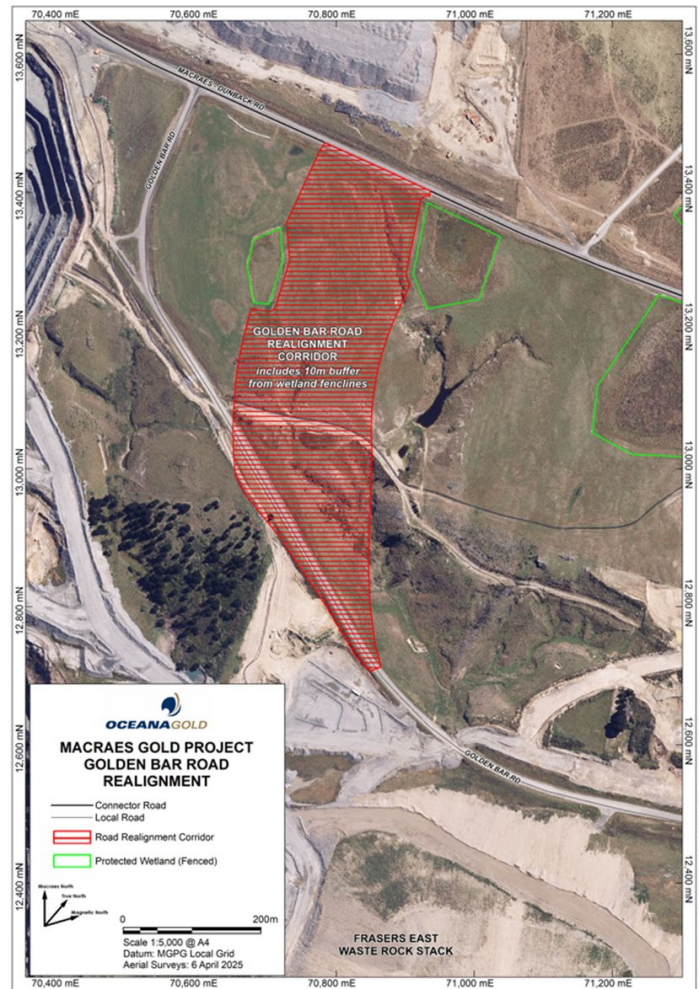 70,400 mE
70,600 mE
70,800 mE
71,000 mE
71,200 mE
13,600 mN
13,400 mN
13,200 mN
13,000 mN
12,800 mN
12,600 mN
12,400 mN
13,600 mN
13,400 mN
13,200 mN
13,000 mN
12,800 mN
12,600 mN
12,400 mN
MACRAES - DUNBACK RD
GOLDEN BAR RD
GOLDEN BAR ROAD
REALIGNMENT
CORRIDOR
includes 10m buffer
from wetland fenclines
GOLDEN BAR RD
FRASERS EAST
WASTE ROCK STACK
OCEANAGOLD
MACRAES GOLD PROJECT
GOLDEN BAR ROAD
REALIGNMENT
Connector Road
Local Road
Road Realignment Corridor
Protected Wetland (Fenced)
Macraes North
True North
Magnetic North
0 200m
Scale 1:5,000 @ A4
Datum: MGPG Local Grid
Aerial Surveys: 6 April 2025
70,400 mE
70,600 mE
70,800 mE
71,000 mE
71,200 mE